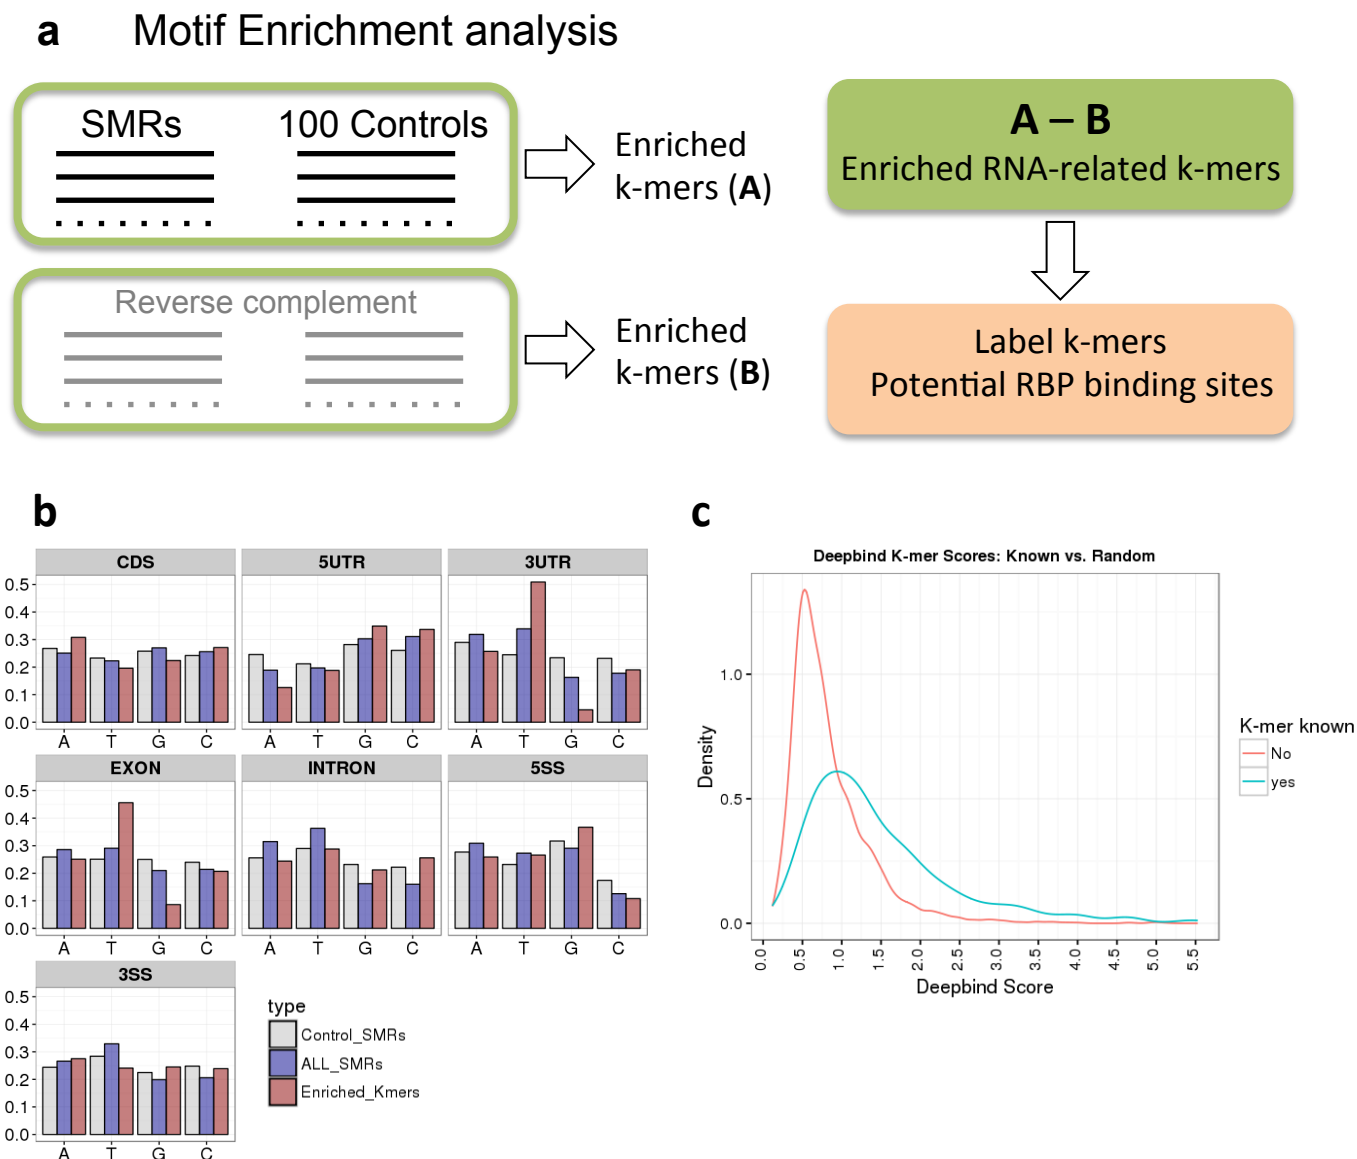 a Motif Enrichment analysis
SMRs 100 Controls
Enriched
k-mers (A)
A – B
Enriched RNA-related k-mers
Reverse complement
Enriched
k-mers (B)
Label k-mers
Potential RBP binding sites
b
CDS 5UTR 3UTR
0.5
0.4
0.3
0.2
0.1
0.0
A T G C A T G C A T G C
EXON INTRON 5SS
0.5
0.4
0.3
0.2
0.1
0.0
A T G C A T G C A T G C
3SS
0.5
0.4
0.3
0.2
0.1
0.0
A T G C
type
Control_SMRs
ALL_SMRs
Enriched_Kmers
c
Deepbind K-mer Scores: Known vs. Random
Density
1.0
0.5
0.0
0.0 0.5 1.0 1.5 2.0 2.5 3.0 3.5 4.0 4.5 5.0 5.5
Deepbind Score
K-mer known
No
yes